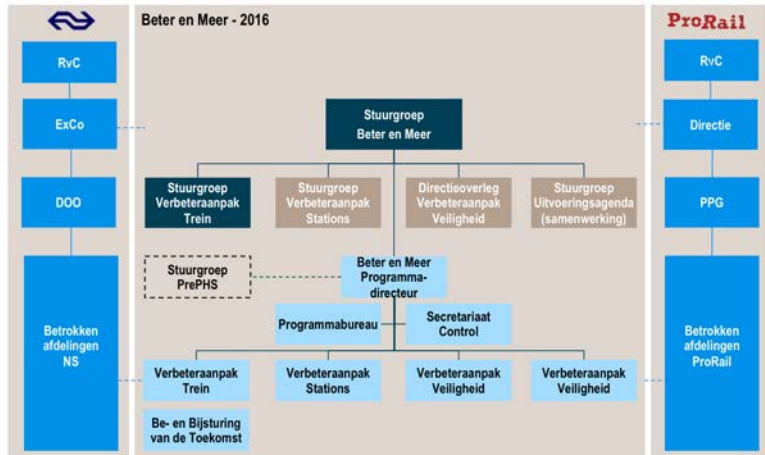 Beter en Meer - 2016
ProRail
RvC
ExCo
DOO
Betrokken
afdelingen
NS
Stuurgroep
Beter en Meer
Stuurgroep
Verbeteraanpak
Trein
Stuurgroep
Verbeteraanpak
Stations
Directieoverleg
Verbeteraanpak
Veiligheid
Stuurgroep
Uitvoeringsagenda
(samenwerking)
Stuurgroep
PrePHS
Beter en Meer
Programma-
directeur
Programmabureau
Secretariaat
Control
Verbeteraanpak
Trein
Verbeteraanpak
Stations
Verbeteraanpak
Veiligheid
Verbeteraanpak
Veiligheid
Be- en Bijsturing
van de Toekomst
RvC
Directie
PPG
Betrokken
afdelingen
ProRail